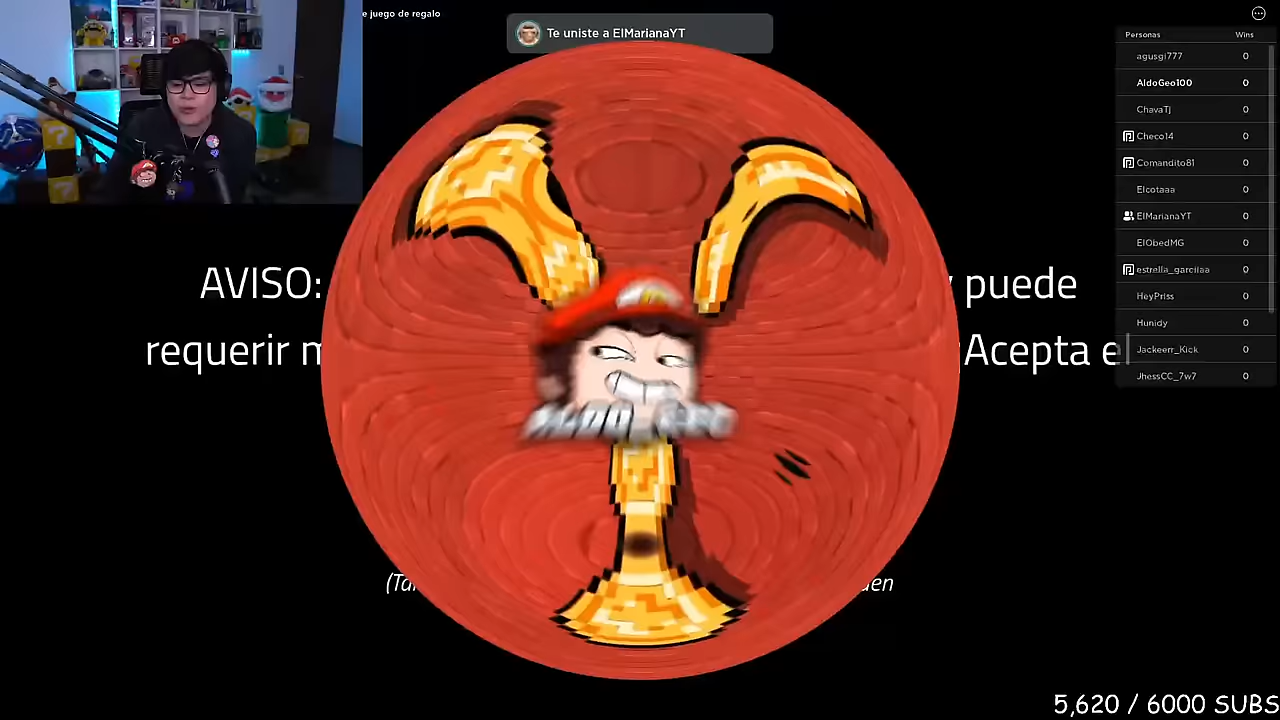 e juego de regalo
Te uniste a ElMarianaYT
Personas Wins
agusgi777 0
AldoGeo100 0
ChavaTj 0
Checo14 0
Comandito81 0
Elcotaaa 0
ElMarianaYT 0
ElObedMG 0
estrella_garciiaa 0
HeyPriss 0
Hunidy 0
Jackeerr_Kick 0
JhessCC_7w7 0
AVISO: puede
requerir Acepta e
(Ta
5,620 / 6000 SUBS